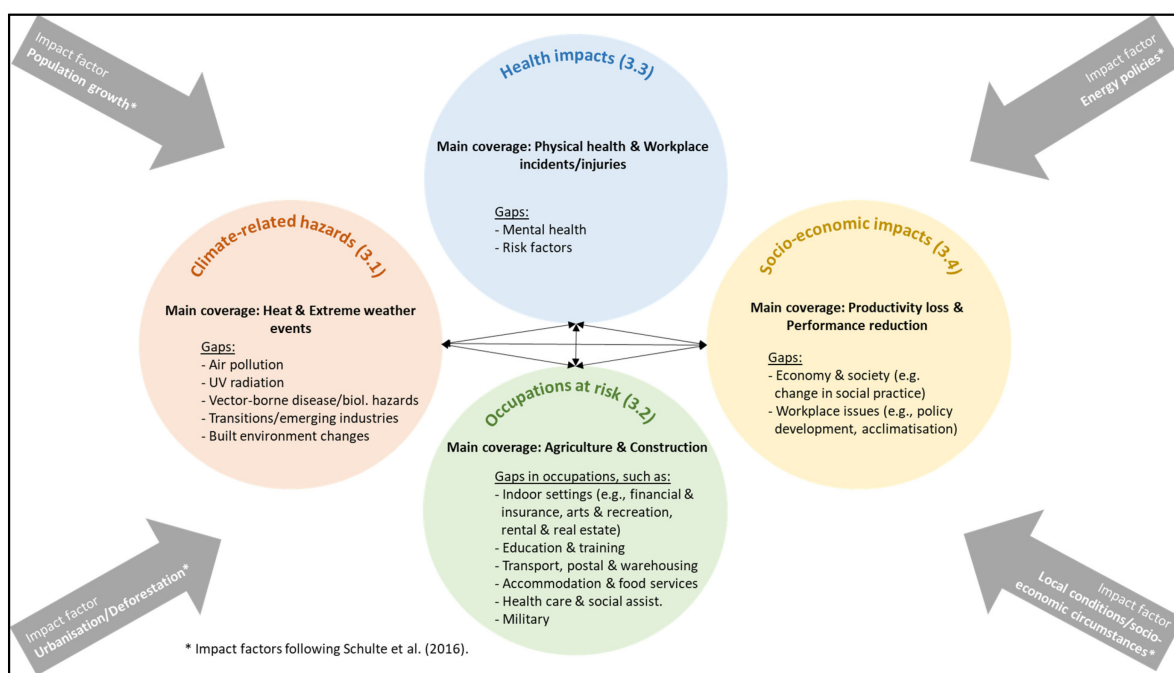 Impact factor
Population growth*
Impact factor
Energy policies*
Health impacts (3.3)
Main coverage: Physical health & Workplace
incidents/injuries
Gaps:
- Mental health
- Risk factors
Climate-related hazards (3.1)
Main coverage: Heat & Extreme weather
events
Gaps:
- Air pollution
- UV radiation
- Vector-borne disease/biol. hazards
- Transitions/emerging industries
- Built environment changes
Socio-economic impacts (3.4)
Main coverage: Productivity loss &
Performance reduction
Gaps:
- Economy & society (e.g.
change in social practice)
- Workplace issues (e.g., policy
development, acclimatisation)
Occupations at risk (3.2)
Main coverage: Agriculture & Construction
Gaps in occupations, such as:
- Indoor settings (e.g., financial &
insurance, arts & recreation,
rental & real estate)
- Education & training
- Transport, postal & warehousing
- Accommodation & food services
- Health care & social assist.
- Military
Impact factor
Urbanisation/Deforestation*
Impact factor
Local conditions/socio-
economic circumstances*
* Impact factors following Schulte et al. (2016).